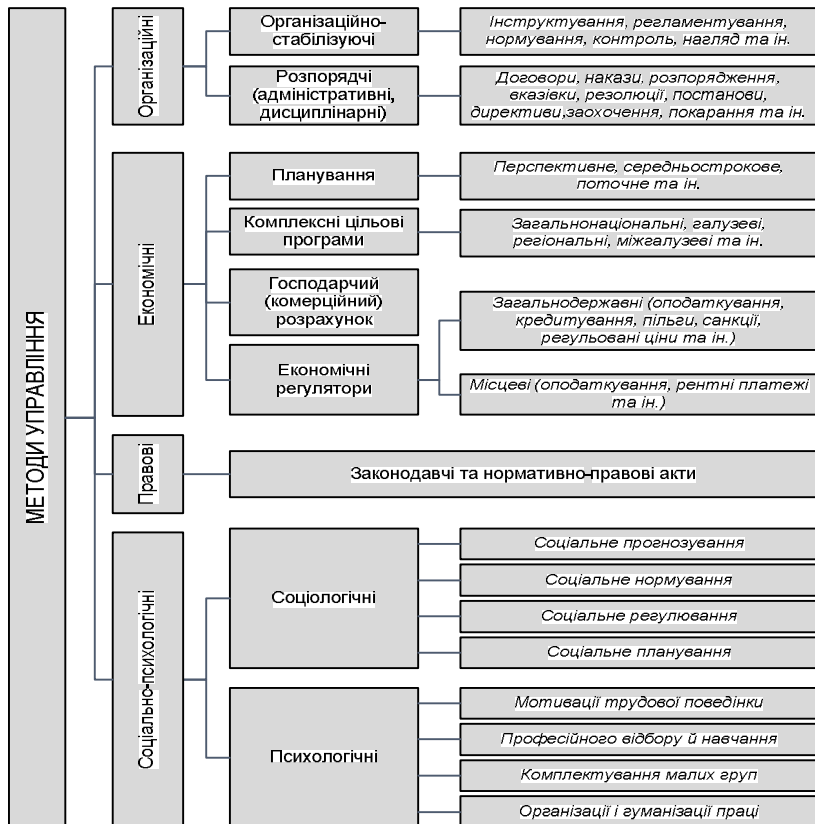 МЕТОДИ УПРАВЛІННЯ
Організаційні
Організаційно-
стабілізуючі
Інструктування, регламентування,
нормування, контроль, нагляд та ін.
Розпорядчі
(адміністративні,
дисциплінарні)
Договори, накази, розпорядження,
вказівки, резолюції, постанови,
директиви,заохочення, покарання та ін.
Економічні
Планування
Перспективне, середньострокове,
поточне та ін.
Комплексні цільові
програми
Загальнонаціональні, галузеві,
регіональні, міжгалузеві та ін.
Господарчий
(комерційний)
розрахунок
Економічні
регулятори
Загальнодержавні (оподаткування,
кредитування, пільги, санкції,
регульовані ціни та ін.)
Місцеві (оподаткування, рентні платежі
та ін.)
Правові
Законодавчі та нормативно-правові акти
Соціально-психологічні
Соціологічні
Соціальне прогнозування
Соціальне нормування
Соціальне регулювання
Соціальне планування
Психологічні
Мотивації трудової поведінки
Професійного відбору й навчання
Комплектування малих груп
Організації і гуманізації праці